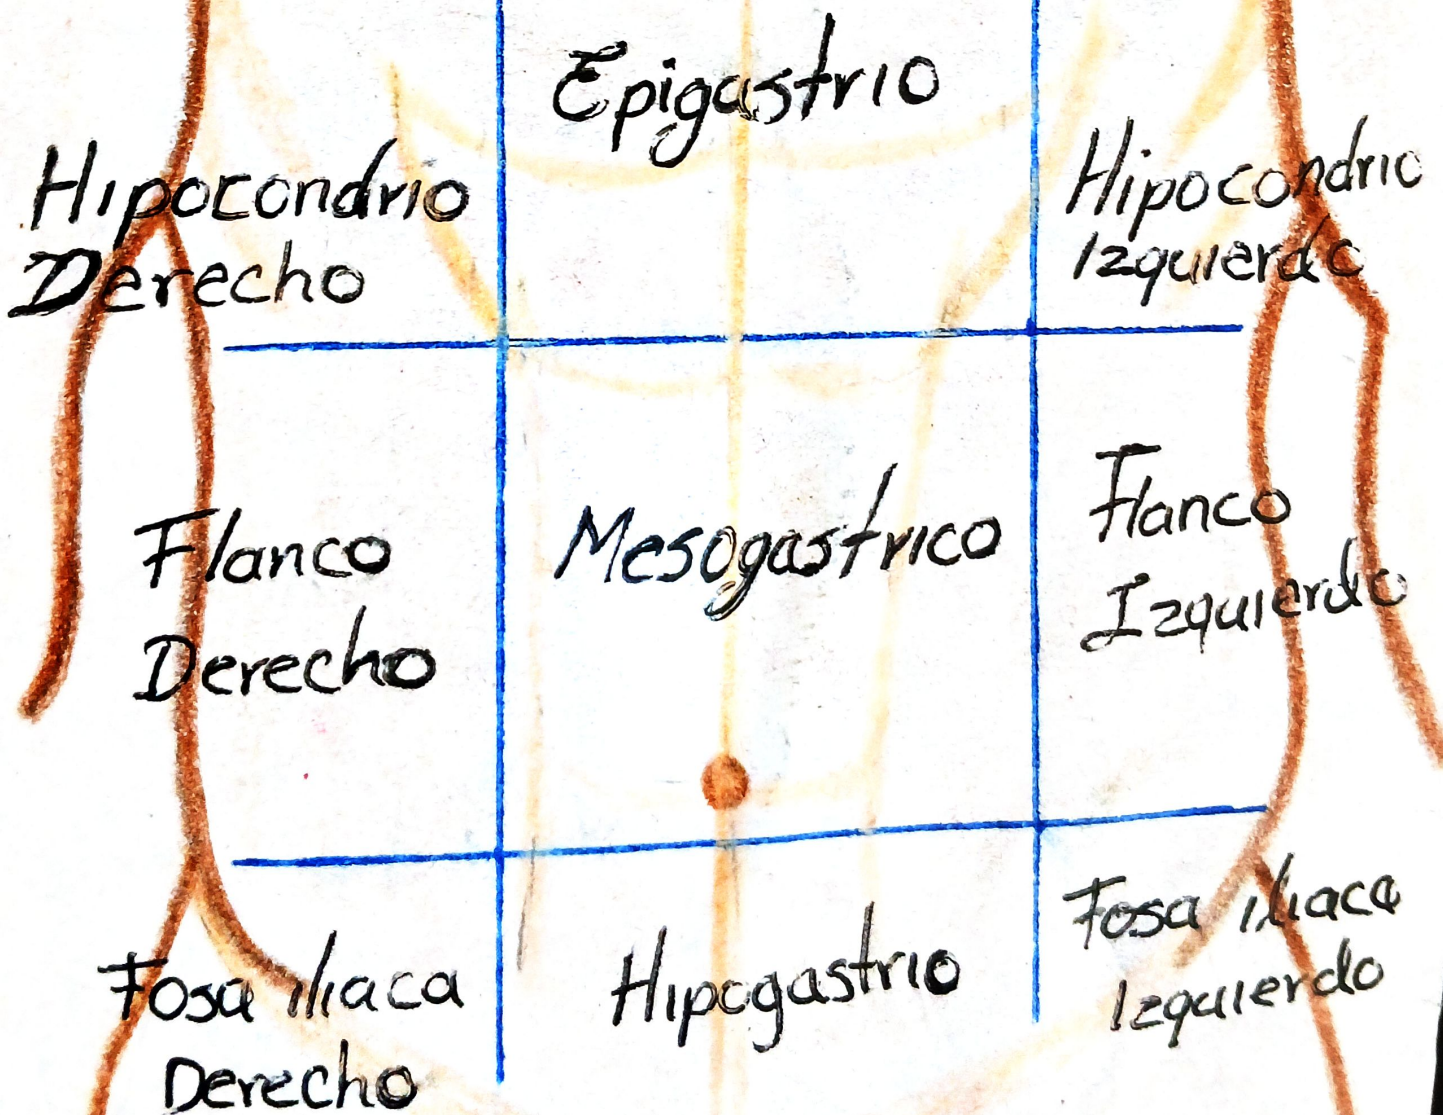 Epigastrio
Hipocondrio
Derecho
Hipocondrio
Izquierdo
Flanco
Derecho
Mesogastrico
Flanco
Izquierdo
Fosa iliaca
Derecho
Hipogastrio
Fosa iliaca
Izquierdo